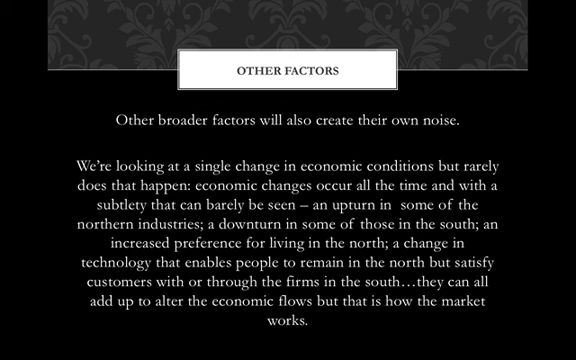 OTHER FACTORS
Other broader factors will also create their own noise.
We’re looking at a single change in economic conditions but rarely
does that happen: economic changes occur all the time and with a
subtlety that can barely be seen – an upturn in some of the
northern industries; a downturn in some of those in the south; an
increased preference for living in the north; a change in
technology that enables people to remain in the north but satisfy
customers with or through the firms in the south…they can all
add up to alter the economic flows but that is how the market
works.